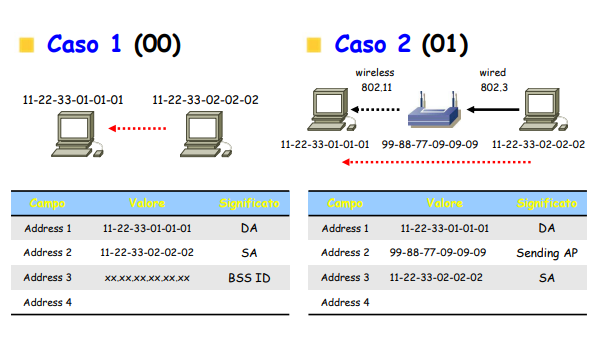 Caso 1 (00)
11-22-33-01-01-01 11-22-33-02-02-02
Campo Valore Significato
Address 1 11-22-33-01-01-01 DA
Address 2 11-22-33-02-02-02 SA
Address 3 xx.xx.xx.xx.xx.xx BSS ID
Address 4
Caso 2 (01)
wireless wired
802.11 802.3
11-22-33-01-01-01 99-88-77-09-09-09 11-22-33-02-02-02
Campo Valore Significato
Address 1 11-22-33-01-01-01 DA
Address 2 99-88-77-09-09-09 Sending AP
Address 3 11-22-33-02-02-02 SA
Address 4